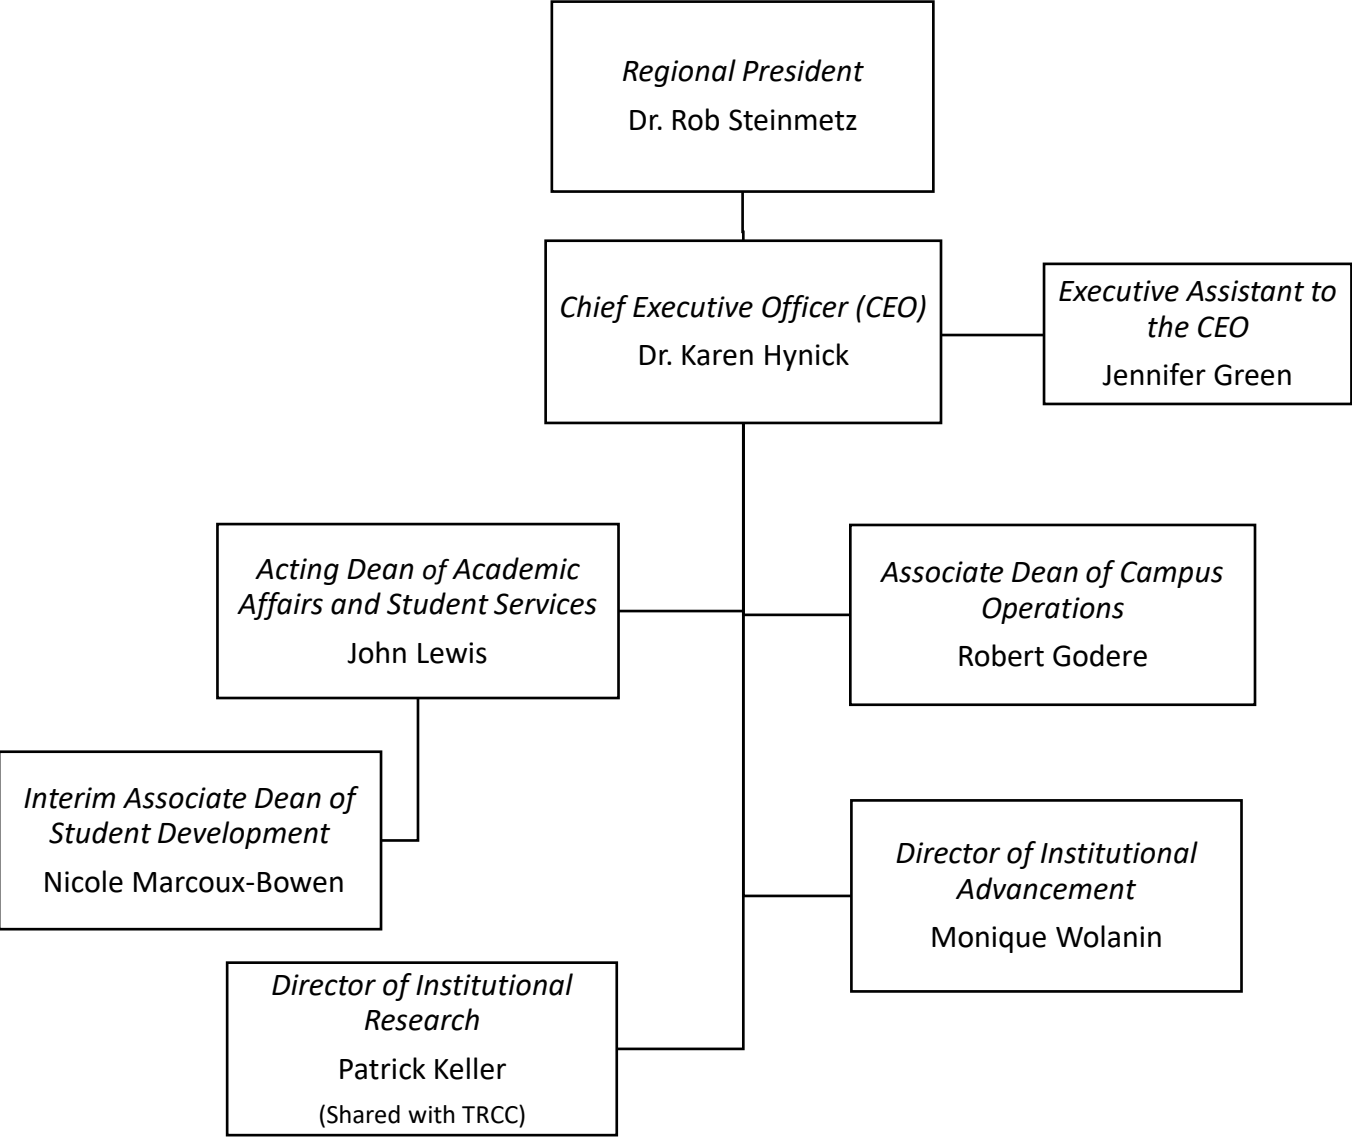 Regional President
Dr. Rob Steinmetz
Chief Executive Officer (CEO)
Dr. Karen Hynick
Executive Assistant to
the CEO
Jennifer Green
Acting Dean of Academic
Affairs and Student Services
John Lewis
Associate Dean of Campus
Operations
Robert Godere
Interim Associate Dean of
Student Development
Nicole Marcoux-Bowen
Director of Institutional
Advancement
Monique Wolanin
Director of Institutional
Research
Patrick Keller
(Shared with TRCC)